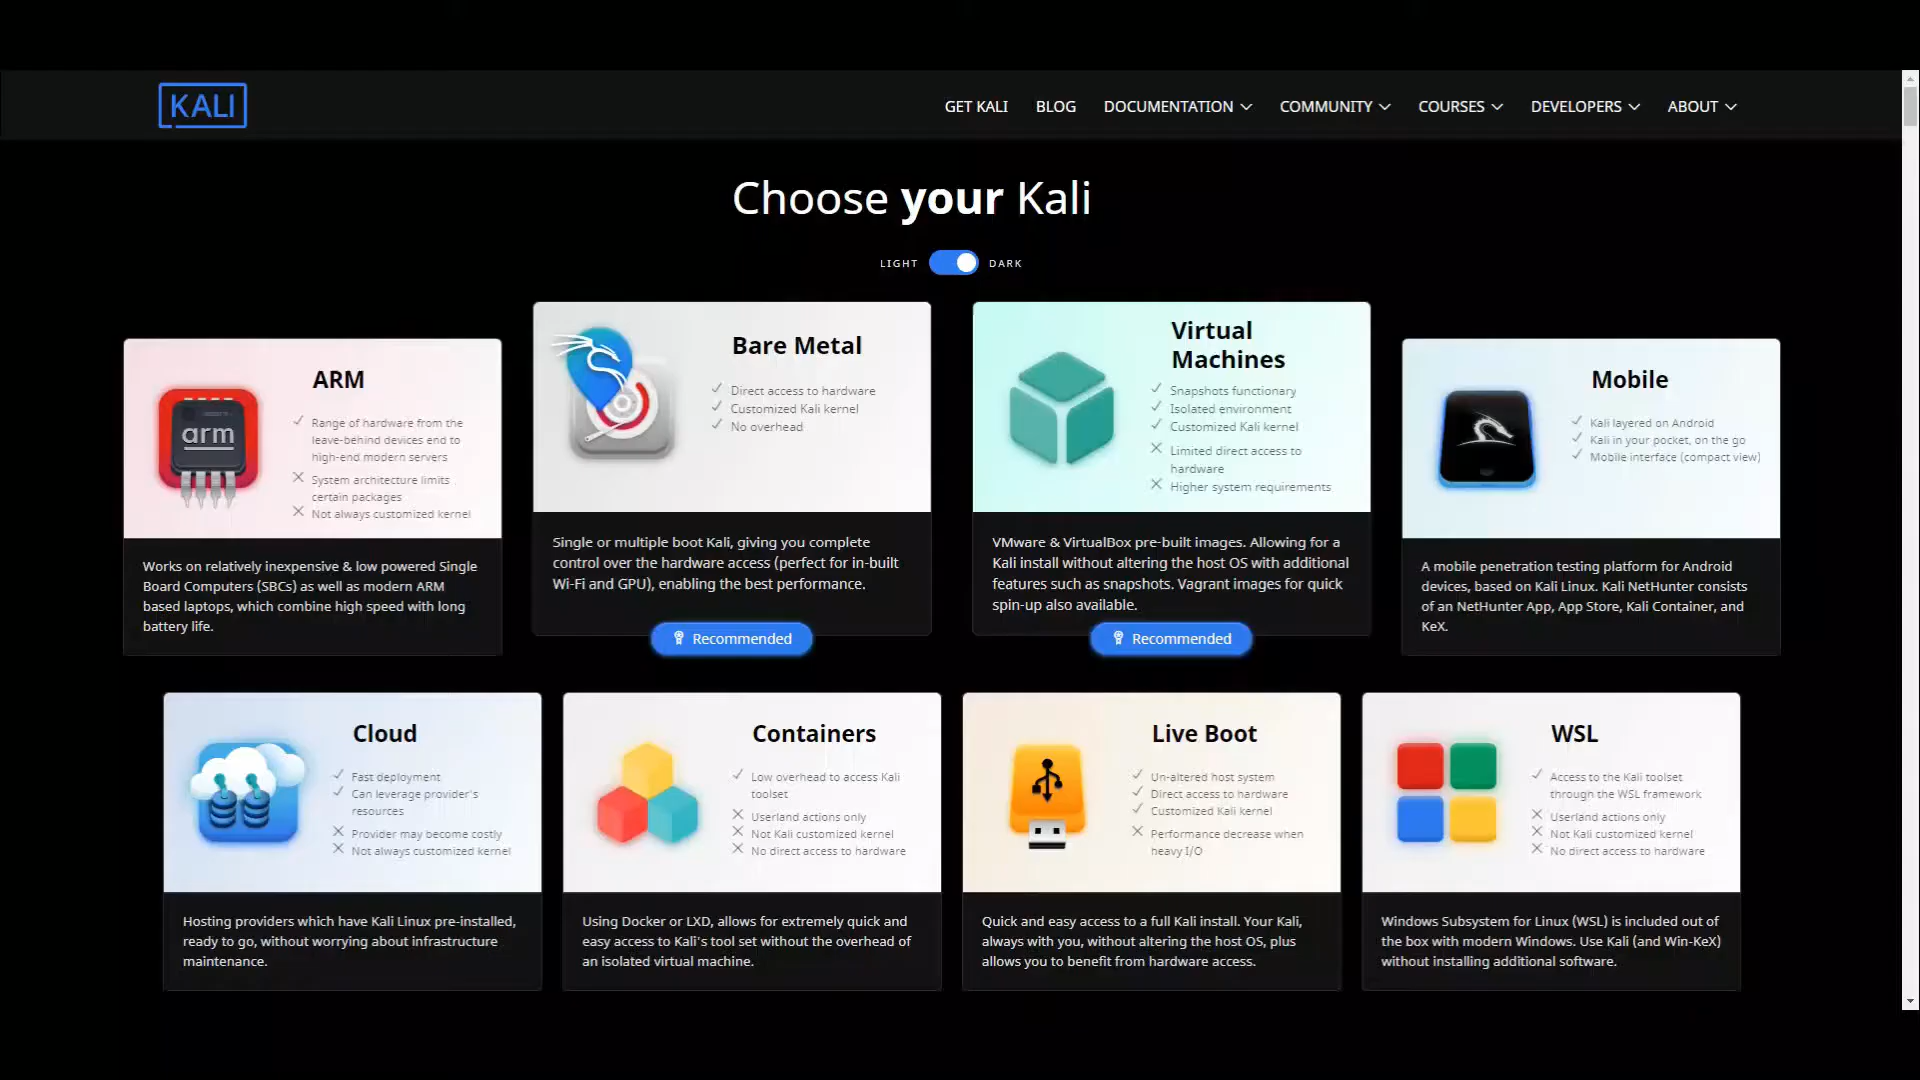 KALI
GET KALI
BLOG
DOCUMENTATION
COMMUNITY
COURSES
DEVELOPERS
ABOUT
Choose your Kali
LIGHT
DARK
ARM
arm
Range of hardware from the
leave-behind devices end to
high-end modern servers
System architecture limits
certain packages
Not always customized kernel
Works on relatively inexpensive & low powered Single
Board Computers (SBCs) as well as modern ARM
based laptops, which combine high speed with long
battery life.
Bare Metal
Direct access to hardware
Customized Kali kernel
No overhead
Single or multiple boot Kali, giving you complete
control over the hardware access (perfect for in-built
Wi-Fi and GPU), enabling the best performance.
Recommended
Virtual
Machines
Snapshots functionary
Isolated environment
Customized Kali kernel
Limited direct access to
hardware
Higher system requirements
VMware & VirtualBox pre-built images. Allowing for a
Kali install without altering the host OS with additional
features such as snapshots. Vagrant images for quick
spin-up also available.
Recommended
Mobile
Kali layered on Android
Kali in your pocket, on the go
Mobile interface (compact view)
A mobile penetration testing platform for Android
devices, based on Kali Linux. Kali NetHunter consists
of an NetHunter App, App Store, Kali Container, and
KeX.
Cloud
Fast deployment
Can leverage provider's
resources
Provider may become costly
Not always customized kernel
Hosting providers which have Kali Linux pre-installed,
ready to go, without worrying about infrastructure
maintenance.
Containers
Low overhead to access Kali
toolset
Userland actions only
Not Kali customized kernel
No direct access to hardware
Using Docker or LXD, allows for extremely quick and
easy access to Kali's tool set without the overhead of
an isolated virtual machine.
Live Boot
Un-altered host system
Direct access to hardware
Customized Kali kernel
Performance decrease when
heavy I/O
Quick and easy access to a full Kali install. Your Kali,
always with you, without altering the host OS, plus
allows you to benefit from hardware access.
WSL
Access to the Kali toolset
through the WSL framework
Userland actions only
Not Kali customized kernel
No direct access to hardware
Windows Subsystem for Linux (WSL) is included out of
the box with modern Windows. Use Kali (and Win-KeX)
without installing additional software.